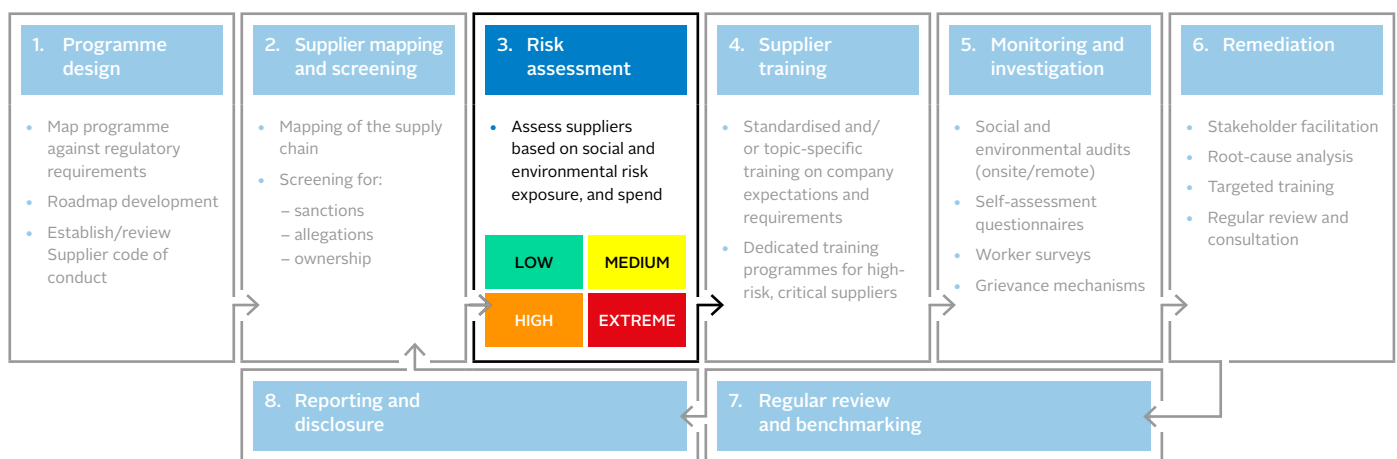 1. Programme
design
• Map programme
against regulatory
requirements
• Roadmap development
• Establish/review
Supplier code of
conduct
2. Supplier mapping
and screening
• Mapping of the supply
chain
• Screening for:
– sanctions
– allegations
– ownership
3. Risk
assessment
• Assess suppliers
based on social and
environmental risk
exposure, and spend
LOW
MEDIUM
HIGH
EXTREME
4. Supplier
training
• Standardised and/
or topic-specific
training on company
expectations and
requirements
• Dedicated training
programmes for high-
risk, critical suppliers
5. Monitoring and
investigation
• Social and
environmental audits
(onsite/remote)
• Self-assessment
questionnaires
• Worker surveys
• Grievance mechanisms
6. Remediation
• Stakeholder facilitation
• Root-cause analysis
• Targeted training
• Regular review and
consultation
7. Regular review
and benchmarking
8. Reporting and
disclosure